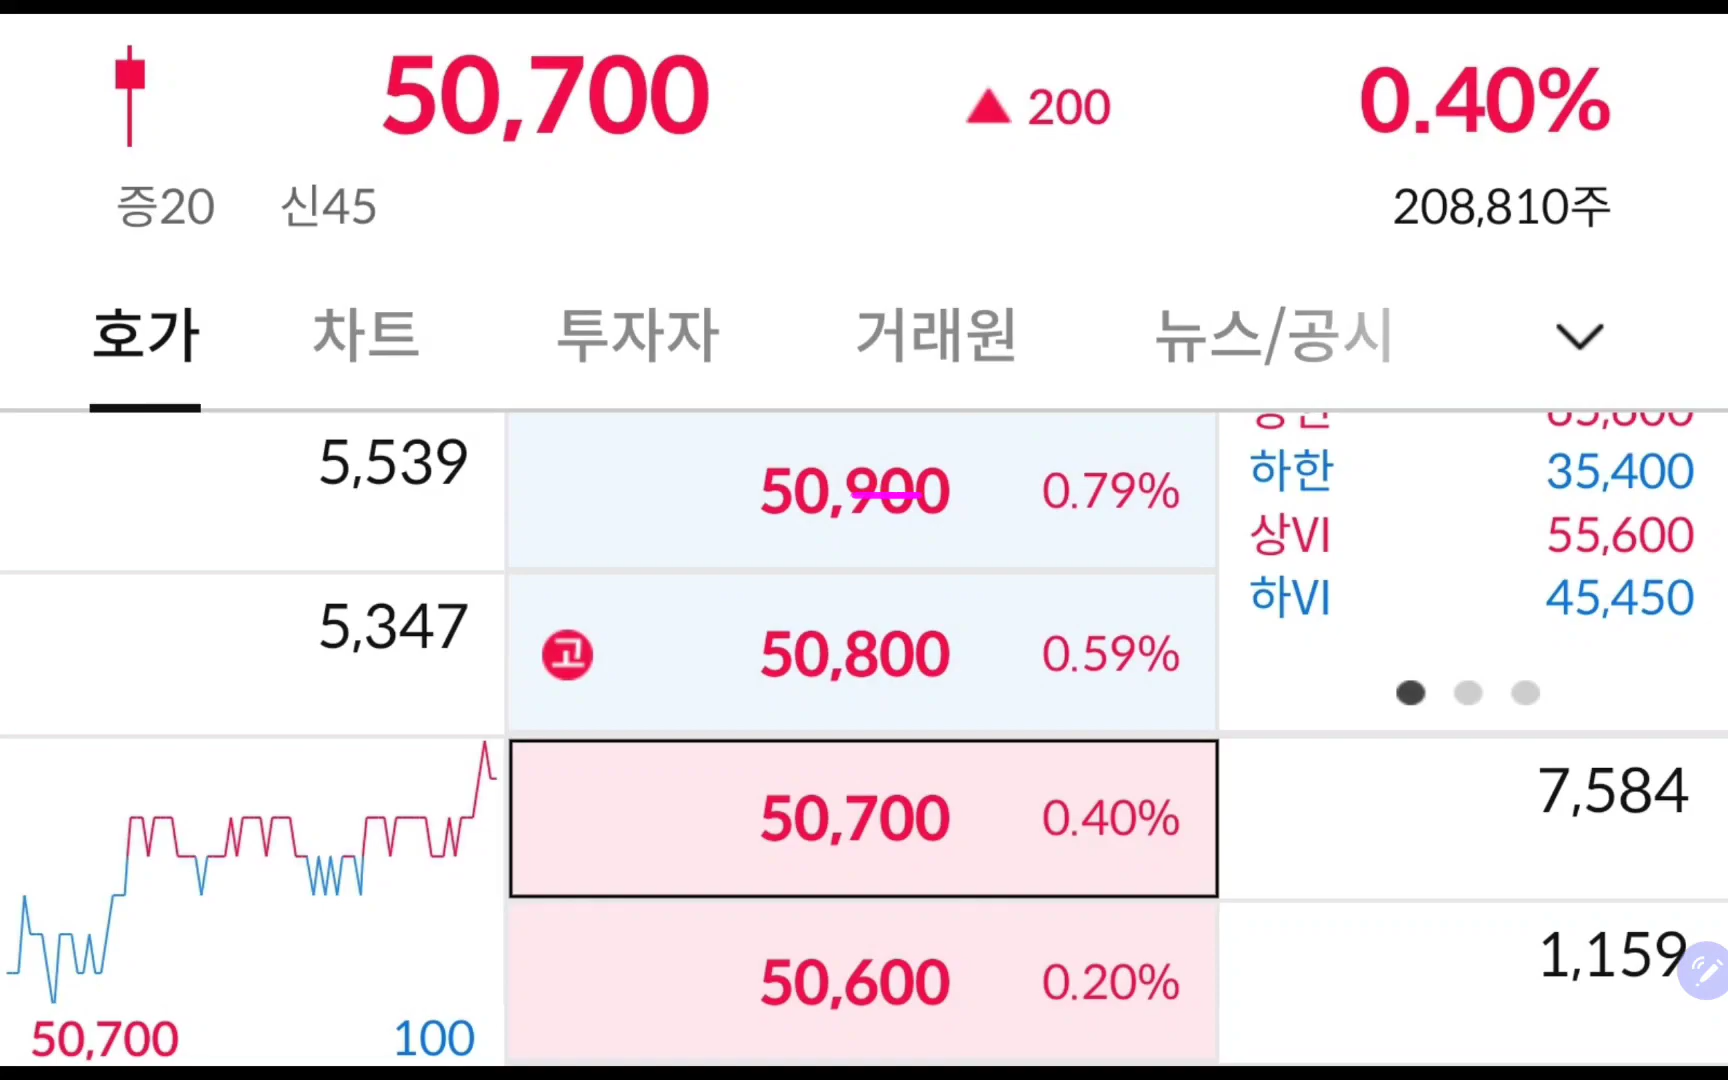 50,700 ▲ 200 0.40%
증20 신45 208,810주
호가 차트 투자자 거래원 뉴스/공시
5,539 50,900 0.79%
하한 35,400
상VI 55,600
하VI 45,450
5,347 고 50,800 0.59%
50,700 0.40% 7,584
50,600 0.20% 1,159
50,700 100